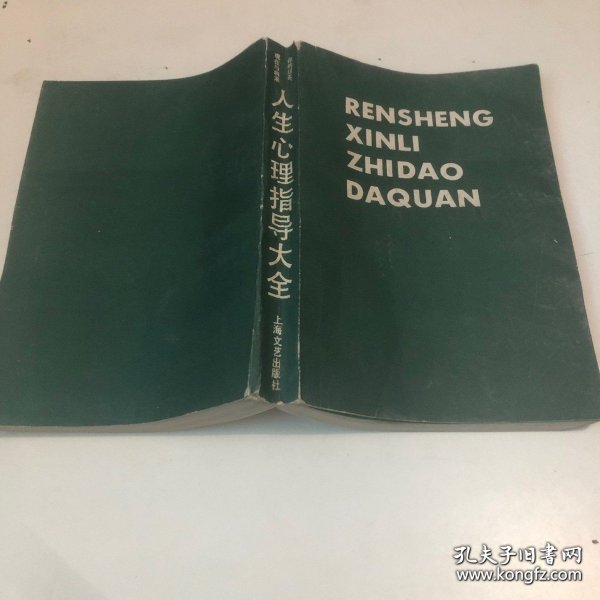 人生心理指导大全
上海文艺出版社
RENSHENG
XINLI
ZHIDAO
DAQUAN
孔夫子旧书网
www.kongfz.com